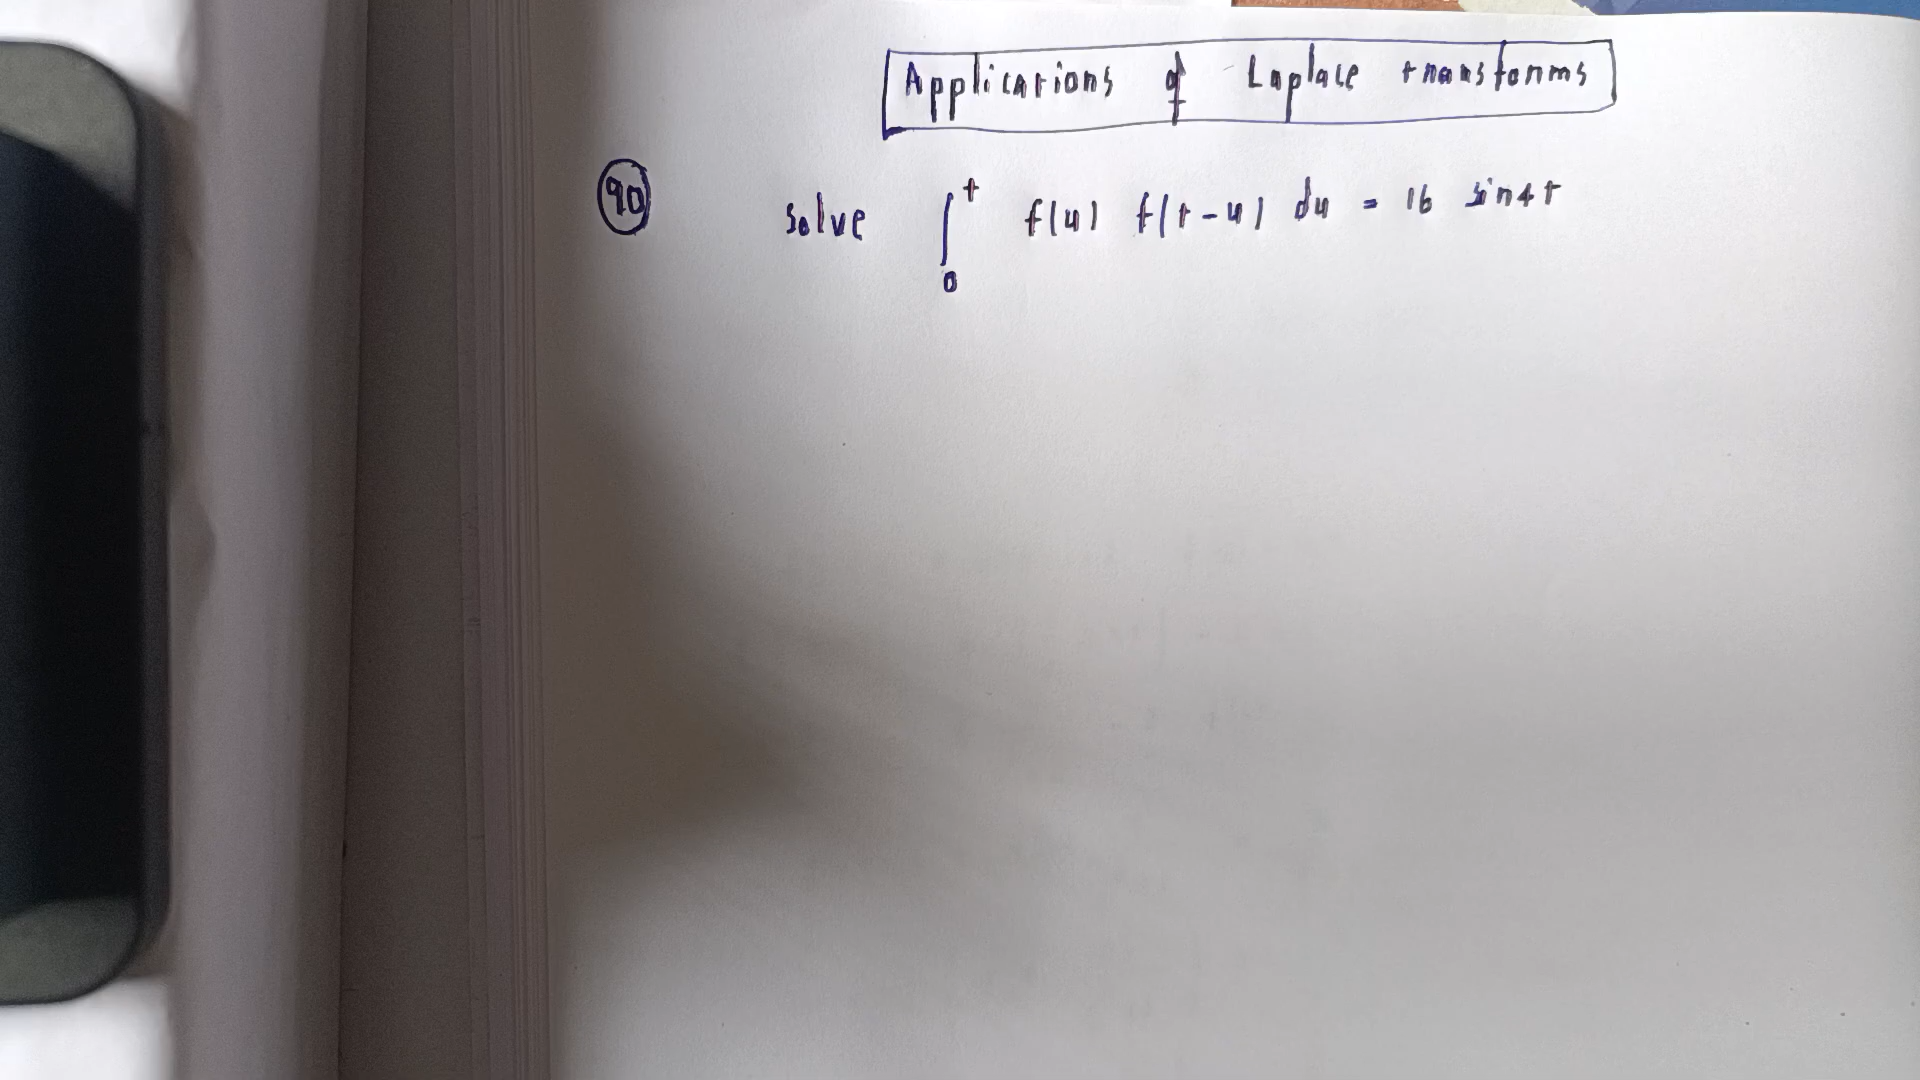 Applications of Laplace transforms
90 Solve ∫₀ᵗ f(u) f(t-u) du = 16 sin4t